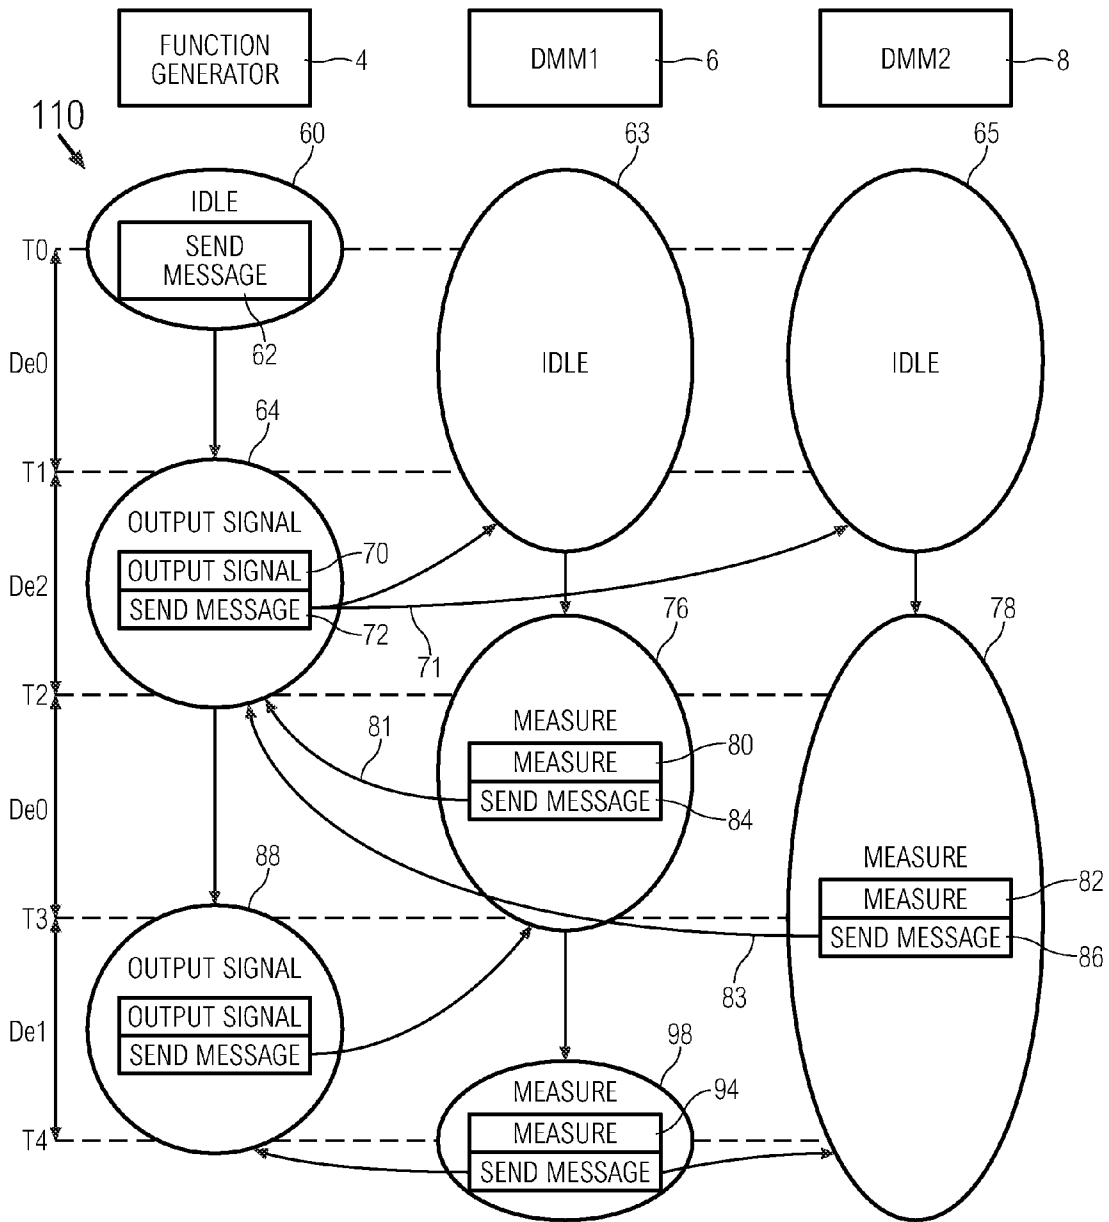 FUNCTION
GENERATOR
4
DMM1
6
DMM2
8
110
60
63
65
IDLE
T0
SEND
MESSAGE
62
De0
IDLE
IDLE
64
T1
OUTPUT SIGNAL
70
OUTPUT SIGNAL
De2
SEND MESSAGE
72
71
76
78
T2
81
MEASURE
MEASURE
80
De0
SEND MESSAGE
84
88
MEASURE
MEASURE
82
T3
SEND MESSAGE
86
83
OUTPUT SIGNAL
OUTPUT SIGNAL
De1
SEND MESSAGE
98
MEASURE
94
MEASURE
T4
SEND MESSAGE